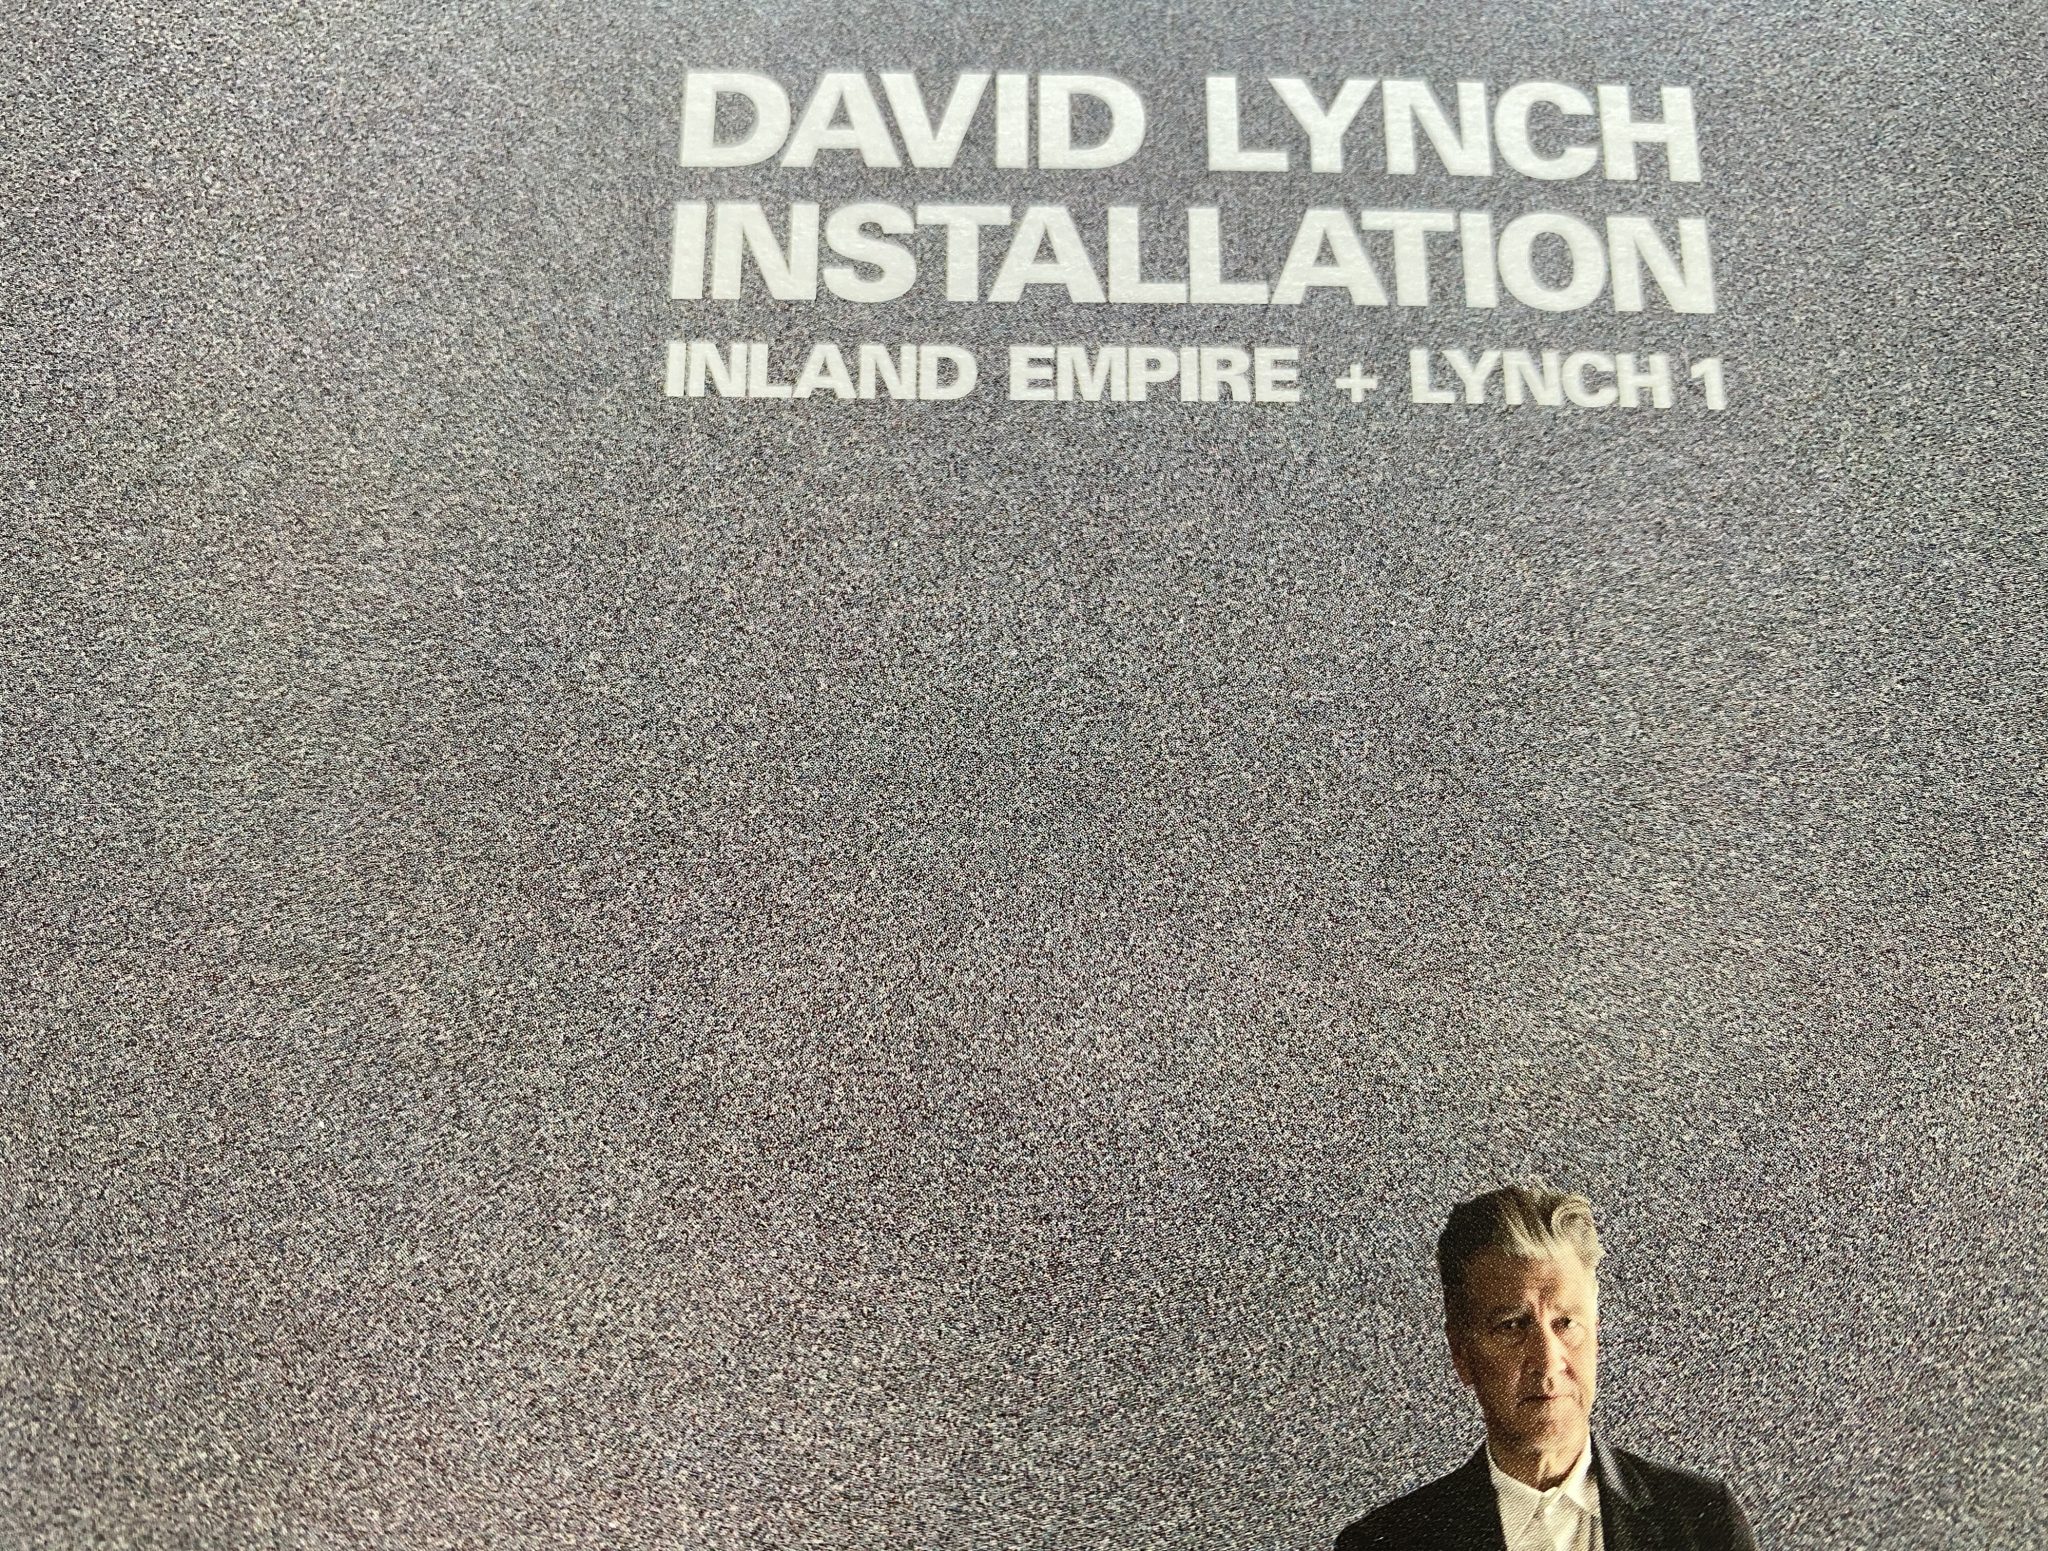 DAVID LYNCH
INSTALLATION
INLAND EMPIRE + LYNCH 1